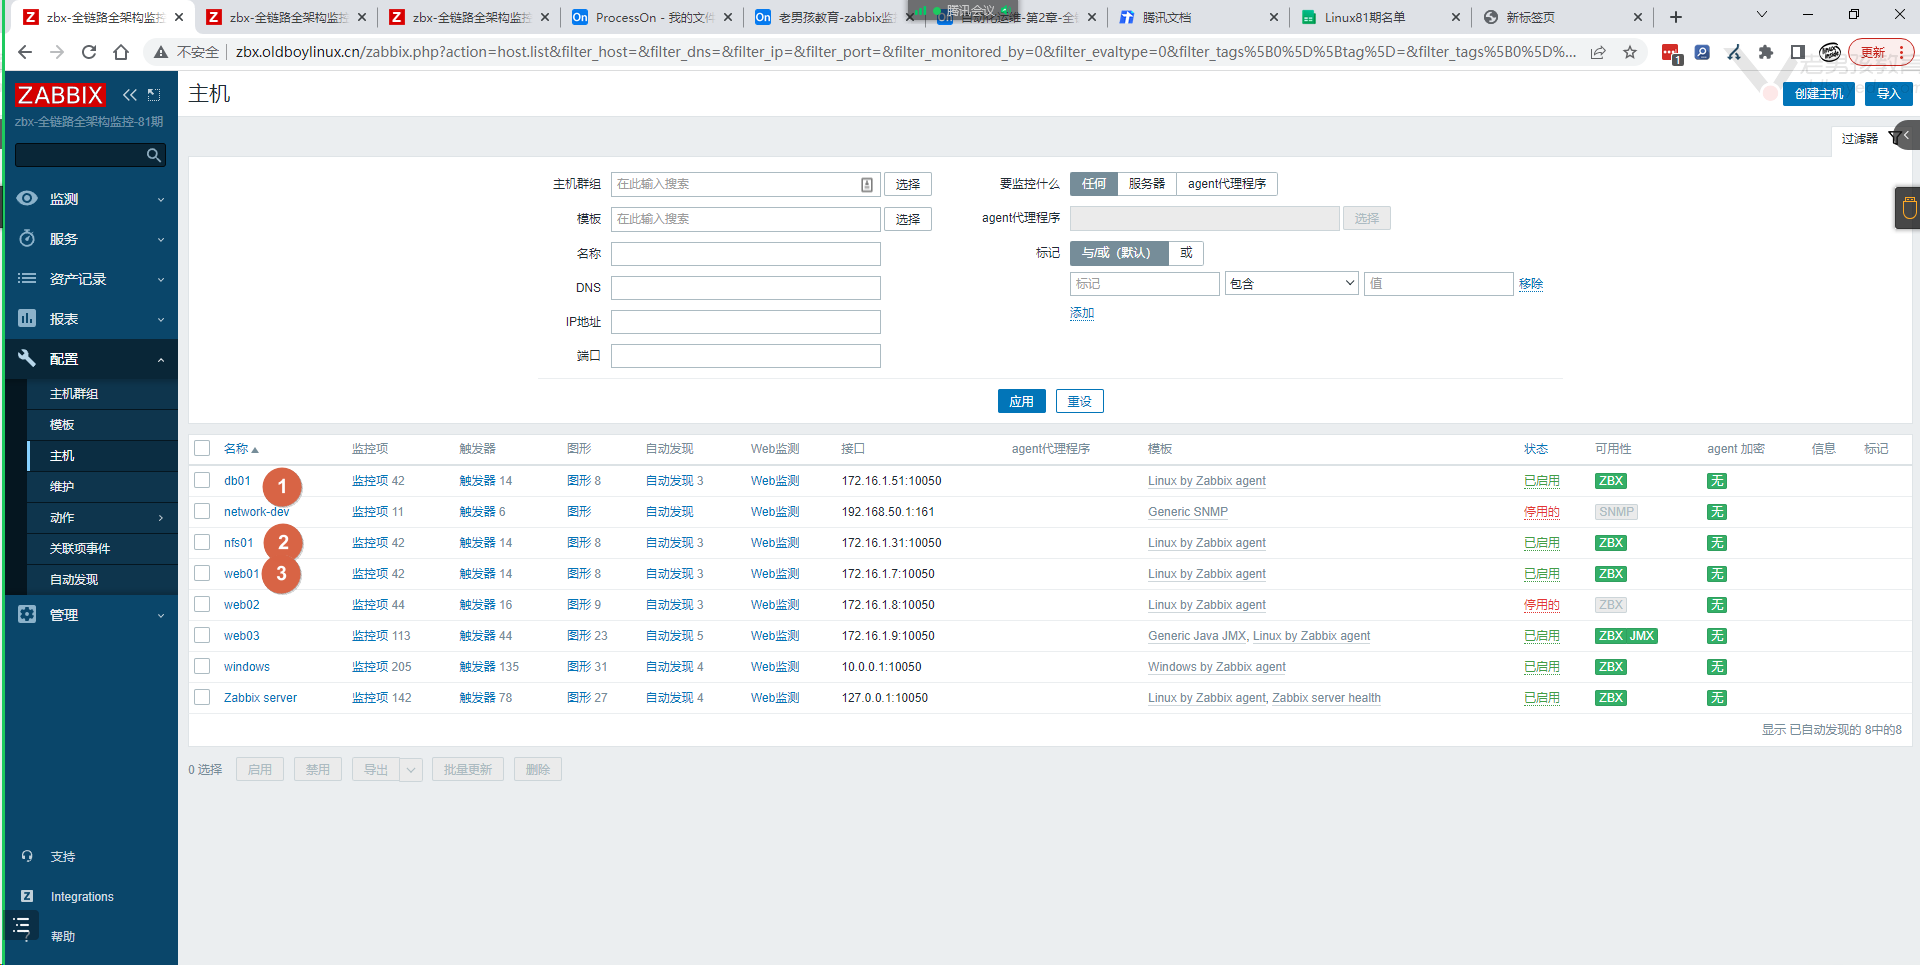 zbx-全链路全架构监控
zbx-全链路全架构监控
zbx-全链路全架构监控
On ProcessOn - 我的文件
On 老男孩教育-zabbix监
自动化运维-第2章-全
腾讯会议
腾讯文档
Linux81期名单
新标签页
不安全
zbx.oldboylinux.cn/zabbix.php?action=host.list&filter_host=&filter_dns=&filter_ip=&filter_port=&filter_monitored_by=0&filter_evaltype=0&filter_tags%5B0%5D%5Btag%5D=&filter_tags%5B0%5D%...
1
更新
老男孩教育
ZABBIX
zbx-全链路全架构监控-81期
监测
服务
资产记录
报表
配置
主机群组
模板
主机
维护
动作
关联项事件
自动发现
管理
支持
Integrations
帮助
主机
创建主机 导入
过滤器
主机群组 在此输入搜索 选择
模板 在此输入搜索 选择
名称
DNS
IP地址
端口
要监控什么 任何 服务器 agent代理程序
agent代理程序 选择
标记 与/或（默认） 或
标记 包含 值 移除
添加
应用 重设
名称 监控项 触发器 图形 自动发现 Web监测 接口 agent代理程序 模板 状态 可用性 agent 加密 信息 标记
db01 1 监控项 42 触发器 14 图形 8 自动发现 3 Web监测 172.16.1.51:10050 Linux by Zabbix agent 已启用 ZBX 无
network-dev 监控项 11 触发器 6 图形 自动发现 Web监测 192.168.50.1:161 Generic SNMP 停用的 SNMP 无
nfs01 2 监控项 42 触发器 14 图形 8 自动发现 3 Web监测 172.16.1.31:10050 Linux by Zabbix agent 已启用 ZBX 无
web01 3 监控项 42 触发器 14 图形 8 自动发现 3 Web监测 172.16.1.7:10050 Linux by Zabbix agent 已启用 ZBX 无
web02 监控项 44 触发器 16 图形 9 自动发现 3 Web监测 172.16.1.8:10050 Linux by Zabbix agent 停用的 ZBX 无
web03 监控项 113 触发器 44 图形 23 自动发现 5 Web监测 172.16.1.9:10050 Generic Java JMX, Linux by Zabbix agent 已启用 ZBX JMX 无
windows 监控项 205 触发器 135 图形 31 自动发现 4 Web监测 10.0.0.1:10050 Windows by Zabbix agent 已启用 ZBX 无
Zabbix server 监控项 142 触发器 78 图形 27 自动发现 4 Web监测 127.0.0.1:10050 Linux by Zabbix agent, Zabbix server health 已启用 ZBX 无
显示 已自动发现的 8中的8
0 选择 启用 禁用 导出 批量更新 删除